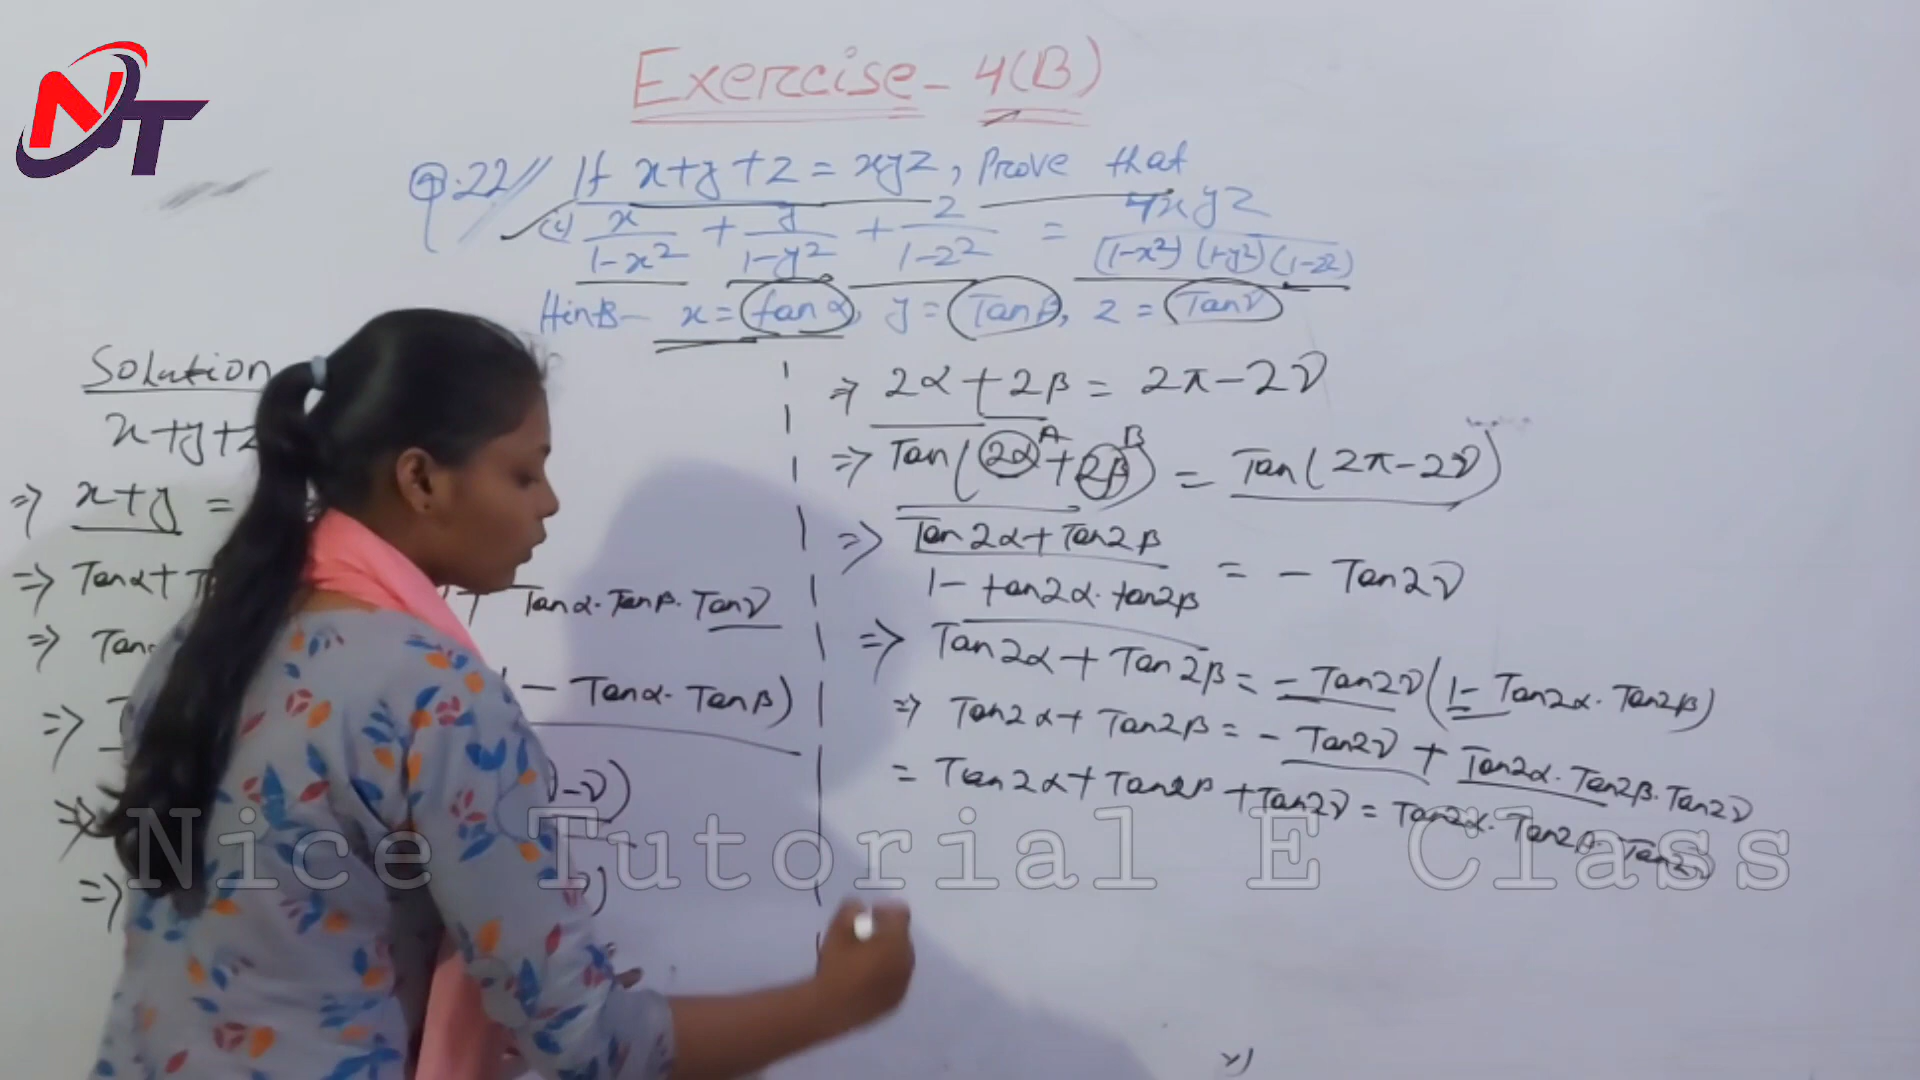 NT
Exercise - 4(B)
Q.22// If x+y+z = xyz, Prove that
(i) x/(1-x²) + y/(1-y²) + z/(1-z²) = 4xyz/((1-x²)(1-y²)(1-z²))
Hints- x = tanα, y = Tanβ, z = Tanγ
Solution
x+y+z
⇒ x+y =
⇒ Tanα+ Tanα·Tanβ·Tanγ
⇒ Tan
⇒ - Tanα·Tanβ)
⇒ -γ)
⇒
⇒ 2α+2β = 2π-2γ
A B
⇒ Tan(2α+2β) = Tan(2π-2γ)
⇒ (Tan2α+Tan2β)/(1-tan2α·tan2β) = - Tan2γ
⇒ Tan2α+Tan2β = -Tan2γ(1-Tan2α·Tan2β)
⇒ Tan2α+Tan2β = -Tan2γ + Tan2α·Tan2β·Tan2γ
= Tan2α+Tan2β+Tan2γ = Tan2α·Tan2β·Tan2γ
Nice Tutorial E Class